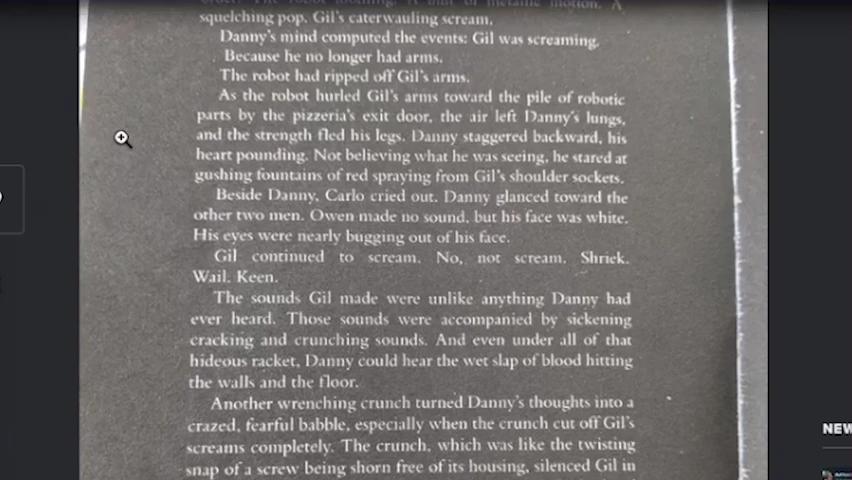 squelching pop. Gil's caterwauling scream.
Danny's mind computed the events: Gil was screaming.
Because he no longer had arms.
The robot had ripped off Gil's arms.
As the robot hurled Gil's arms toward the pile of robotic
parts by the pizzeria's exit door, the air left Danny's lungs,
and the strength fled his legs. Danny staggered backward, his
heart pounding. Not believing what he was seeing, he stared at
gushing fountains of red spraying from Gil's shoulder sockets.
Beside Danny, Carlo cried out. Danny glanced toward the
other two men. Owen made no sound, but his face was white.
His eyes were nearly bugging out of his face.
Gil continued to scream. No, not scream. Shriek.
Wail. Keen.
The sounds Gil made were unlike anything Danny had
ever heard. Those sounds were accompanied by sickening
cracking and crunching sounds. And even under all of that
hideous racket, Danny could hear the wet slap of blood hitting
the walls and the floor.
Another wrenching crunch turned Danny's thoughts into a
crazed, fearful babble, especially when the crunch cut off Gil's
screams completely. The crunch, which was like the twisting
snap of a screw being shorn free of its housing, silenced Gil in
NEW